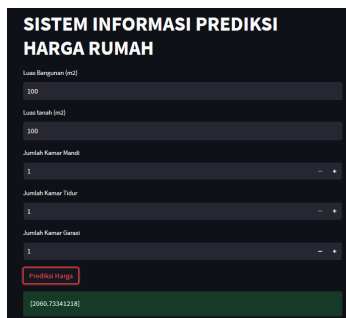 SISTEM INFORMASI PREDIKSI
HARGA RUMAH
Luas Bangunan (m2)
100
Luas tanah (m2)
100
Jumlah Kamar Mandi
1 − +
Jumlah Kamar Tidur
1 − +
Jumlah Kamar Garasi
1 − +
Prediksi Harga
[2060.73341218]